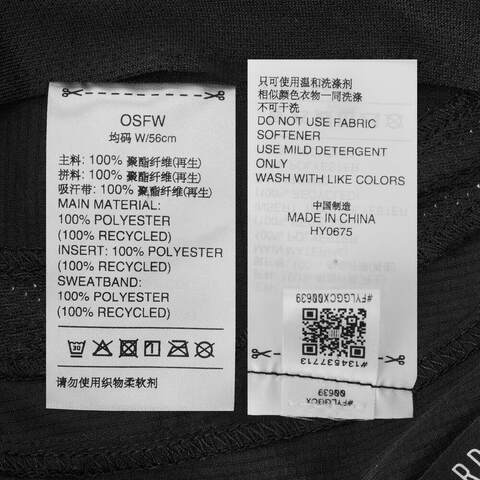 OSFW
均码 W/56cm
主料: 100% 聚酯纤维(再生)
拼料: 100% 聚酯纤维(再生)
吸汗带: 100% 聚酯纤维(再生)
MAIN MATERIAL:
100% POLYESTER
(100% RECYCLED)
INSERT: 100% POLYESTER
(100% RECYCLED)
SWEATBAND:
100% POLYESTER
(100% RECYCLED)
30
请勿使用织物柔软剂
只可使用温和洗涤剂
相似颜色衣物一同洗涤
不可干洗
DO NOT USE FABRIC
SOFTENER
USE MILD DETERGENT
ONLY
WASH WITH LIKE COLORS
中国制造
MADE IN CHINA
HY0675
#FYLGGCX00639
#1345377713
#FYLGGCX
00639